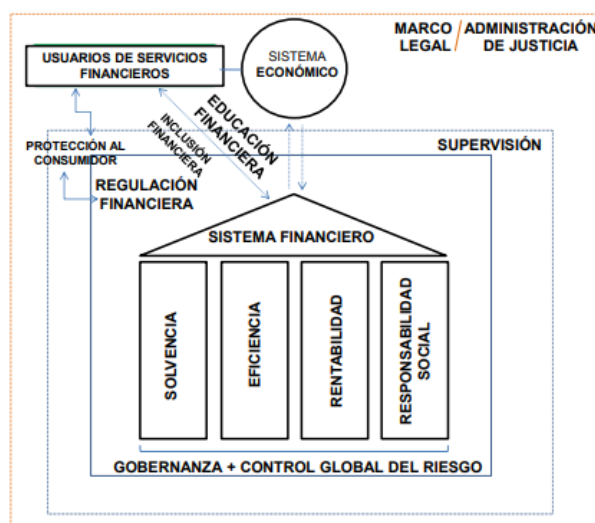 MARCO LEGAL / ADMINISTRACIÓN DE JUSTICIA
USUARIOS DE SERVICIOS
FINANCIEROS
SISTEMA
ECONÓMICO
EDUCACIÓN
FINANCIERA
INCLUSIÓN
FINANCIERA
PROTECCIÓN AL
CONSUMIDOR
SUPERVISIÓN
REGULACIÓN
FINANCIERA
SISTEMA FINANCIERO
SOLVENCIA
EFICIENCIA
RENTABILIDAD
RESPONSABILIDAD
SOCIAL
GOBERNANZA + CONTROL GLOBAL DEL RIESGO